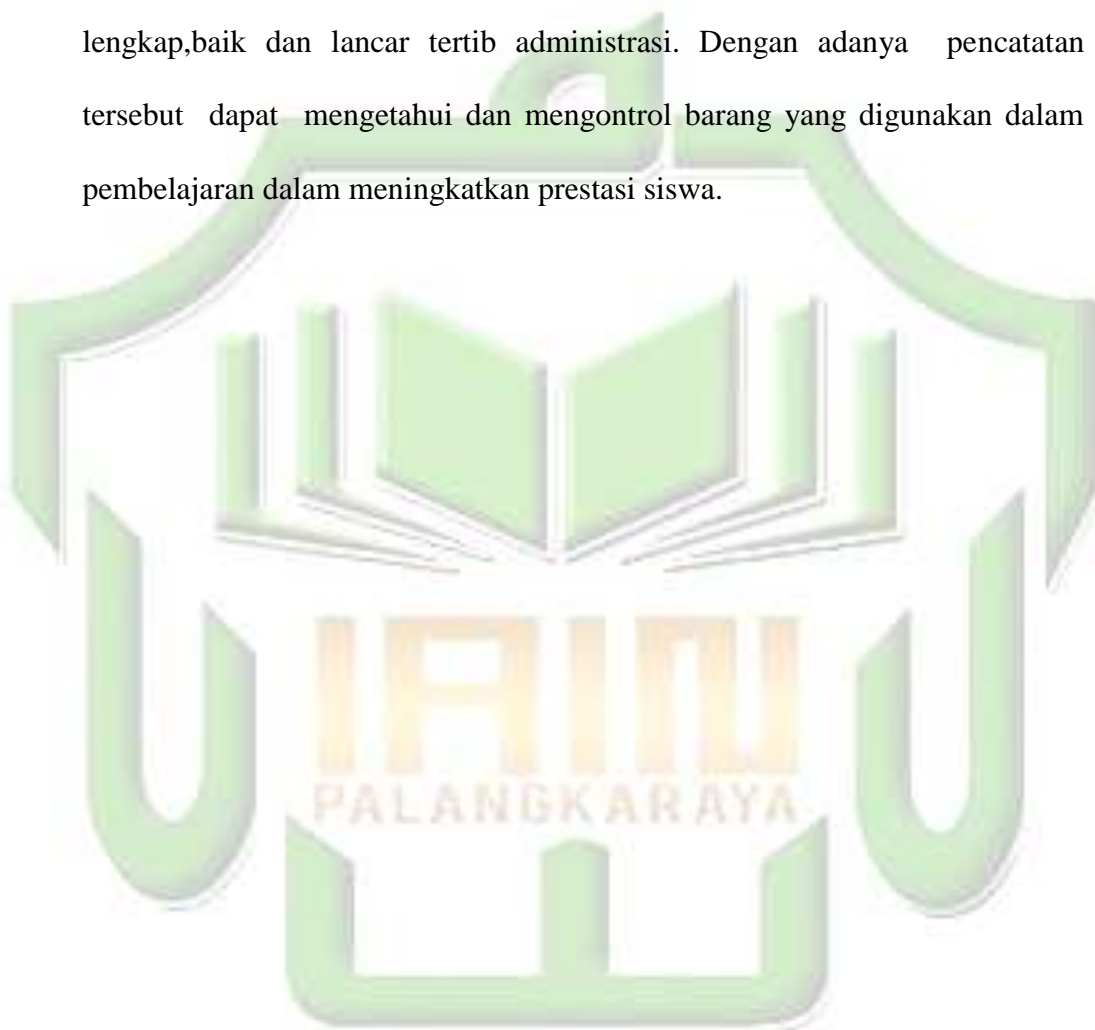 lengkap,baik dan lancar tertib administrasi. Dengan adanya pencatatan
tersebut dapat mengetahui dan mengontrol barang yang digunakan dalam
pembelajaran dalam meningkatkan prestasi siswa.
IAIN
PALANGKARAYA